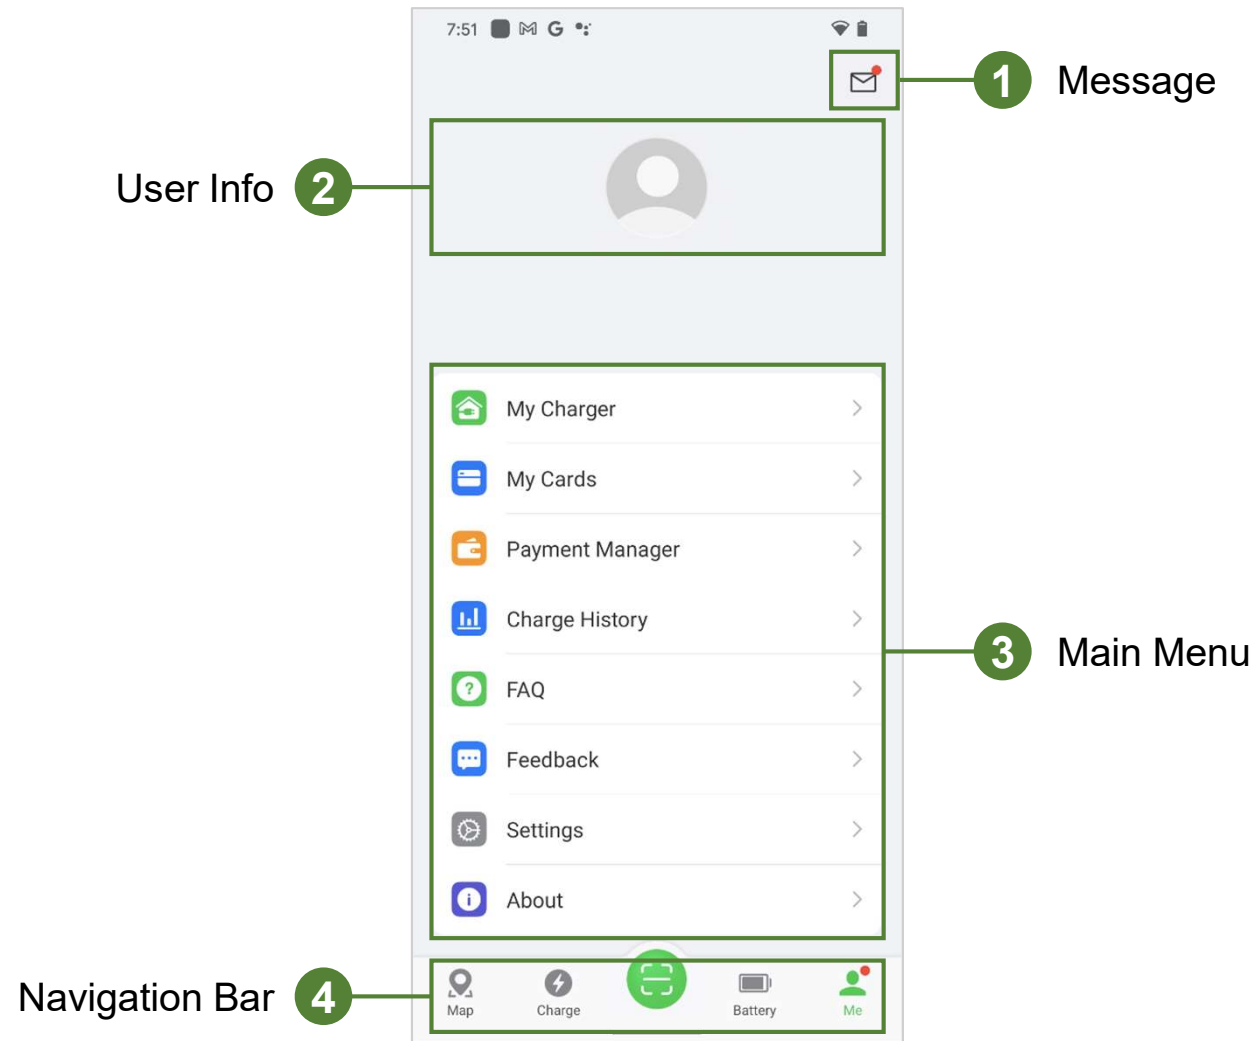 7:51
1 Message
User Info 2
My Charger
My Cards
Payment Manager
Charge History
FAQ
Feedback
Settings
About
3 Main Menu
Navigation Bar 4
Map Charge Battery Me